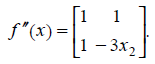 f″(x) = [1 1
1 − 3x₂].